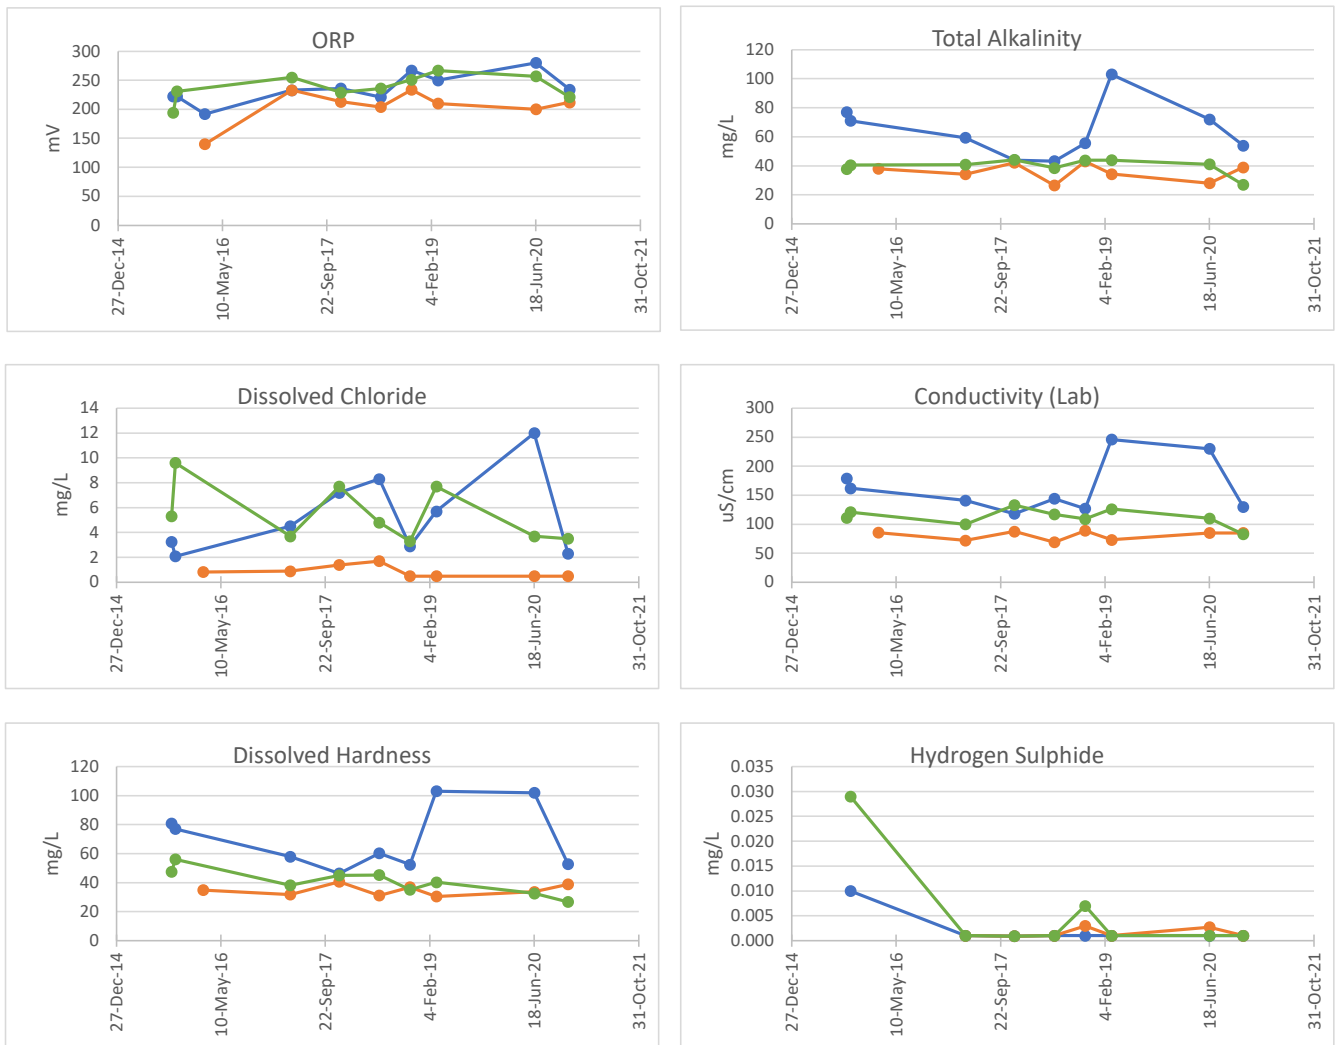 ORP
300
250
200
150
100
50
0
mV
27-Dec-14
10-May-16
22-Sep-17
4-Feb-19
18-Jun-20
31-Oct-21
Total Alkalinity
120
100
80
60
40
20
0
mg/L
27-Dec-14
10-May-16
22-Sep-17
4-Feb-19
18-Jun-20
31-Oct-21
Dissolved Chloride
14
12
10
8
6
4
2
0
mg/L
27-Dec-14
10-May-16
22-Sep-17
4-Feb-19
18-Jun-20
31-Oct-21
Conductivity (Lab)
300
250
200
150
100
50
0
uS/cm
27-Dec-14
10-May-16
22-Sep-17
4-Feb-19
18-Jun-20
31-Oct-21
Dissolved Hardness
120
100
80
60
40
20
0
mg/L
27-Dec-14
10-May-16
22-Sep-17
4-Feb-19
18-Jun-20
31-Oct-21
Hydrogen Sulphide
0.035
0.030
0.025
0.020
0.015
0.010
0.005
0.000
mg/L
27-Dec-14
10-May-16
22-Sep-17
4-Feb-19
18-Jun-20
31-Oct-21